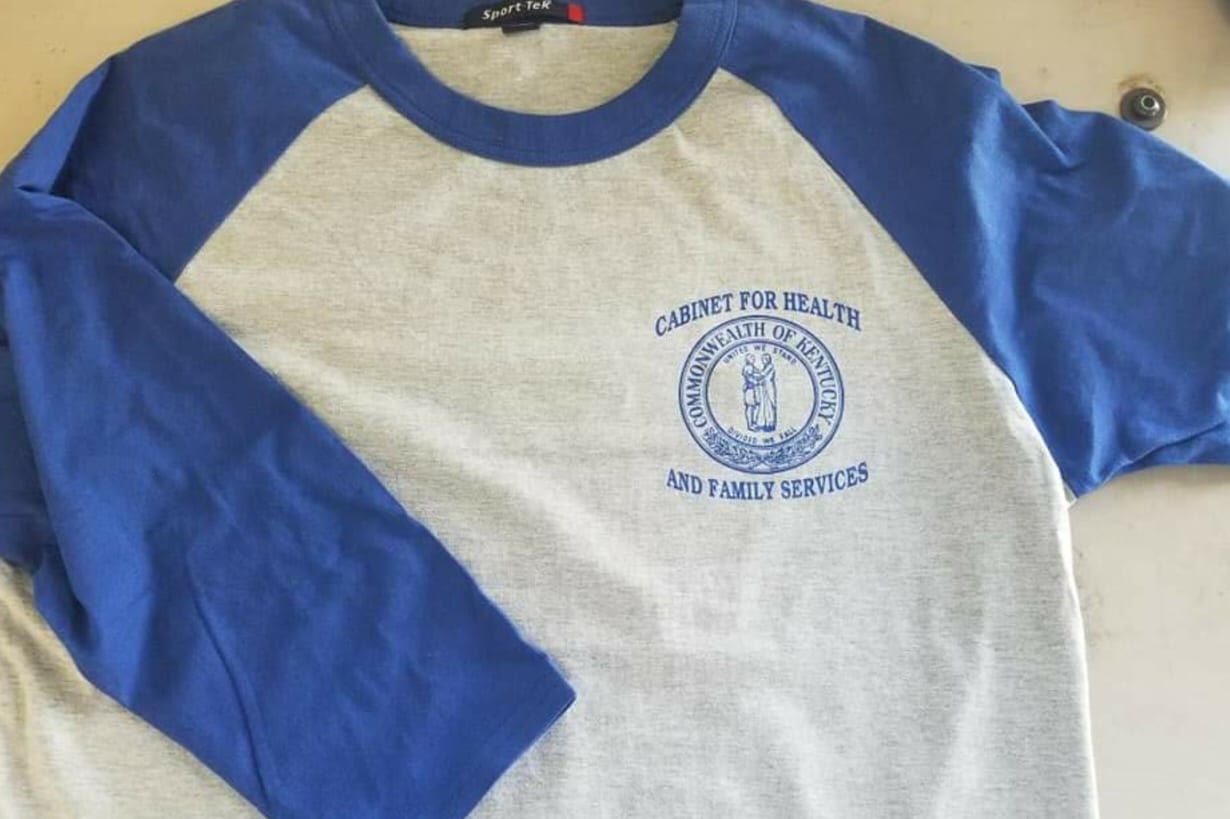 Sport-Tek
CABINET FOR HEALTH
COMMONWEALTH OF KENTUCKY
UNITED WE STAND
DIVIDED WE FALL
AND FAMILY SERVICES